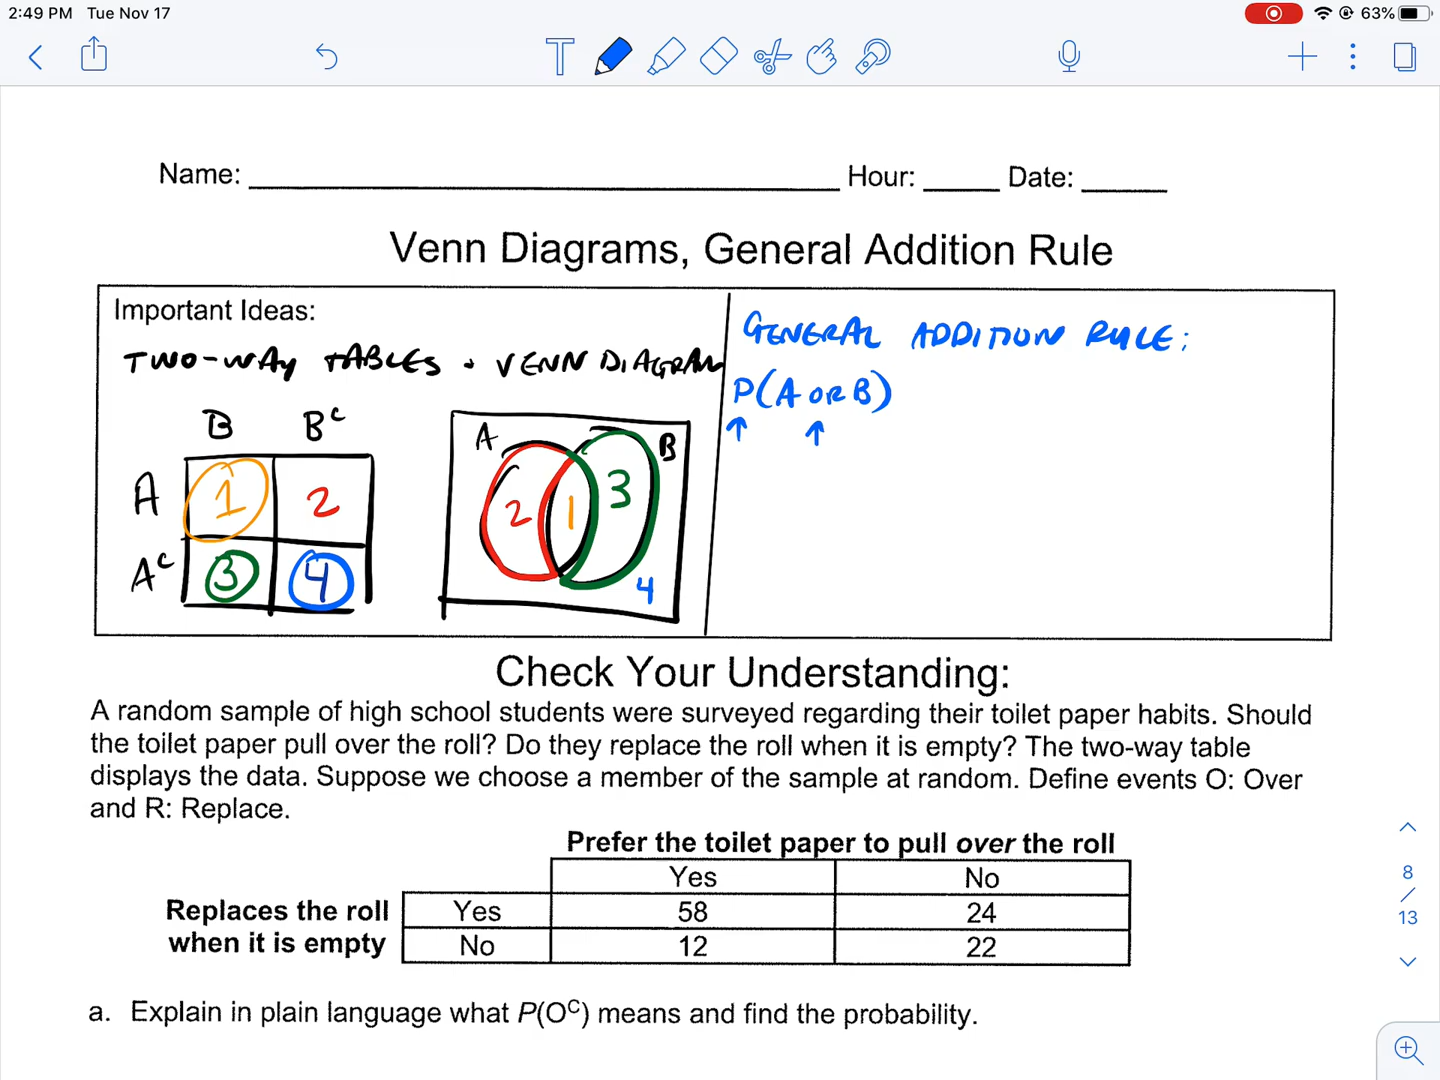 2:49 PM Tue Nov 17
63%
Name: Hour: Date:
Venn Diagrams, General Addition Rule
Important Ideas:
TWO-WAY TABLES + VENN DIAGRAM
B B^C
A 1 2
A^C 3 4
A B
2 1 3
4
GENERAL ADDITION RULE:
P(A OR B)
↑ ↑
Check Your Understanding:
A random sample of high school students were surveyed regarding their toilet paper habits. Should
the toilet paper pull over the roll? Do they replace the roll when it is empty? The two-way table
displays the data. Suppose we choose a member of the sample at random. Define events O: Over
and R: Replace.
Prefer the toilet paper to pull over the roll
Yes No
Replaces the roll Yes 58 24
when it is empty No 12 22
a. Explain in plain language what P(O^C) means and find the probability.
8
/
13